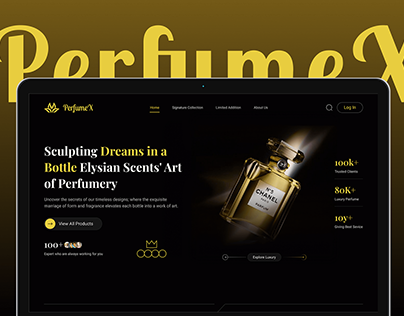 PerfumeX
PerfumeX
Home
Signature Collection
Limited Addition
About Us
Log In
Sculpting Dreams in a
Bottle Elysian Scents' Art
of Perfumery
Uncover the secrets of our timeless designs, where the exquisite
marriage of form and fragrance elevates each bottle into a work of art.
View All Products
100+
Expert who are always working for you
N°5
CHANEL
PARIS
PARFUM
Explore Luxury
100k+
Trusted Clients
80K+
Luxury Perfume
10y+
Giving Best Service